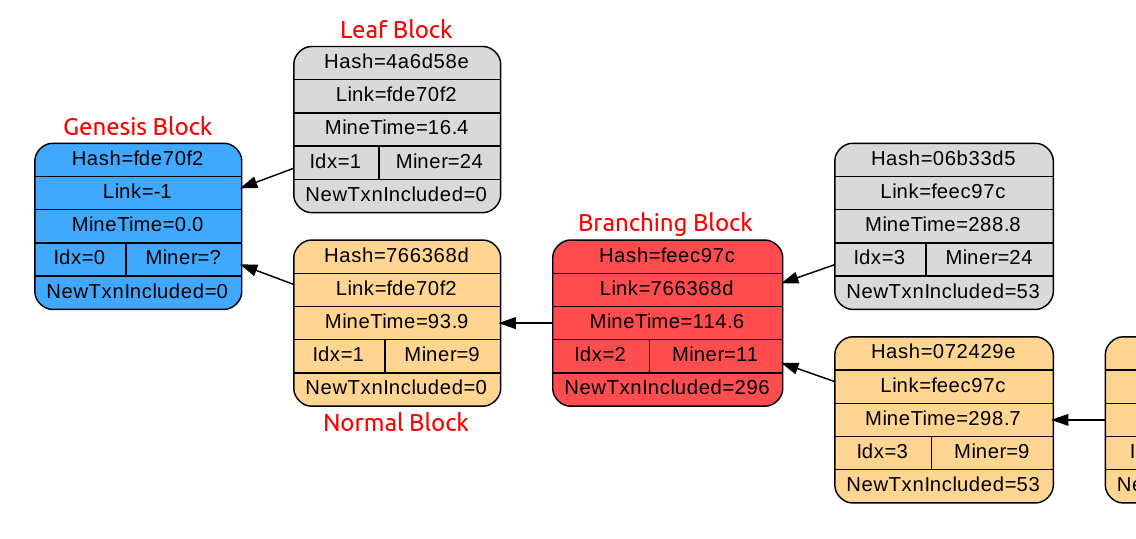 Leaf Block
Hash=4a6d58e
Link=fde70f2
MineTime=16.4
Idx=1 Miner=24
NewTxnIncluded=0
Genesis Block
Hash=fde70f2
Link=-1
MineTime=0.0
Idx=0 Miner=?
NewTxnIncluded=0
Hash=766368d
Link=fde70f2
MineTime=93.9
Idx=1 Miner=9
NewTxnIncluded=0
Normal Block
Branching Block
Hash=feec97c
Link=766368d
MineTime=114.6
Idx=2 Miner=11
NewTxnIncluded=296
Hash=06b33d5
Link=feec97c
MineTime=288.8
Idx=3 Miner=24
NewTxnIncluded=53
Hash=072429e
Link=feec97c
MineTime=298.7
Idx=3 Miner=9
NewTxnIncluded=53